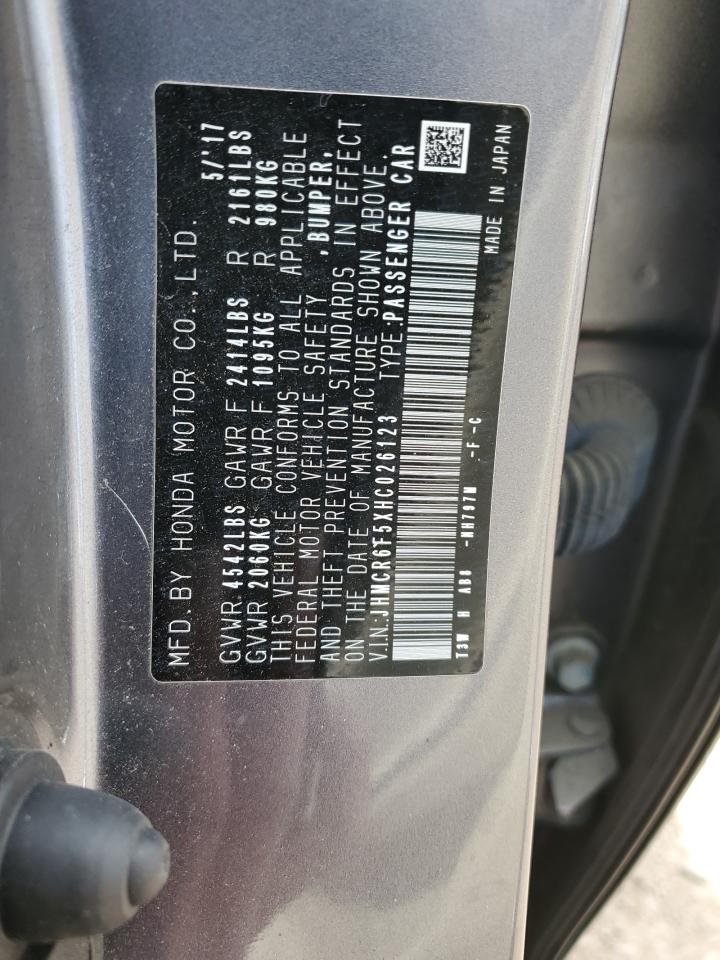 MFD. BY HONDA MOTOR CO., LTD. 5/'17
GVWR 4542LBS GAWR F 2414LBS R 2161LBS
GVWR 2060KG GAWR F 1095KG R 980KG
THIS VEHICLE CONFORMS TO ALL APPLICABLE
FEDERAL MOTOR VEHICLE SAFETY ,BUMPER,
AND THEFT PREVENTION STANDARDS IN EFFECT
ON THE DATE OF MANUFACTURE SHOWN ABOVE.
V.I.N:JHMCR6F5XHC026123 TYPE:PASSENGER CAR
T3W H AB8 -NH797M -F -C MADE IN JAPAN